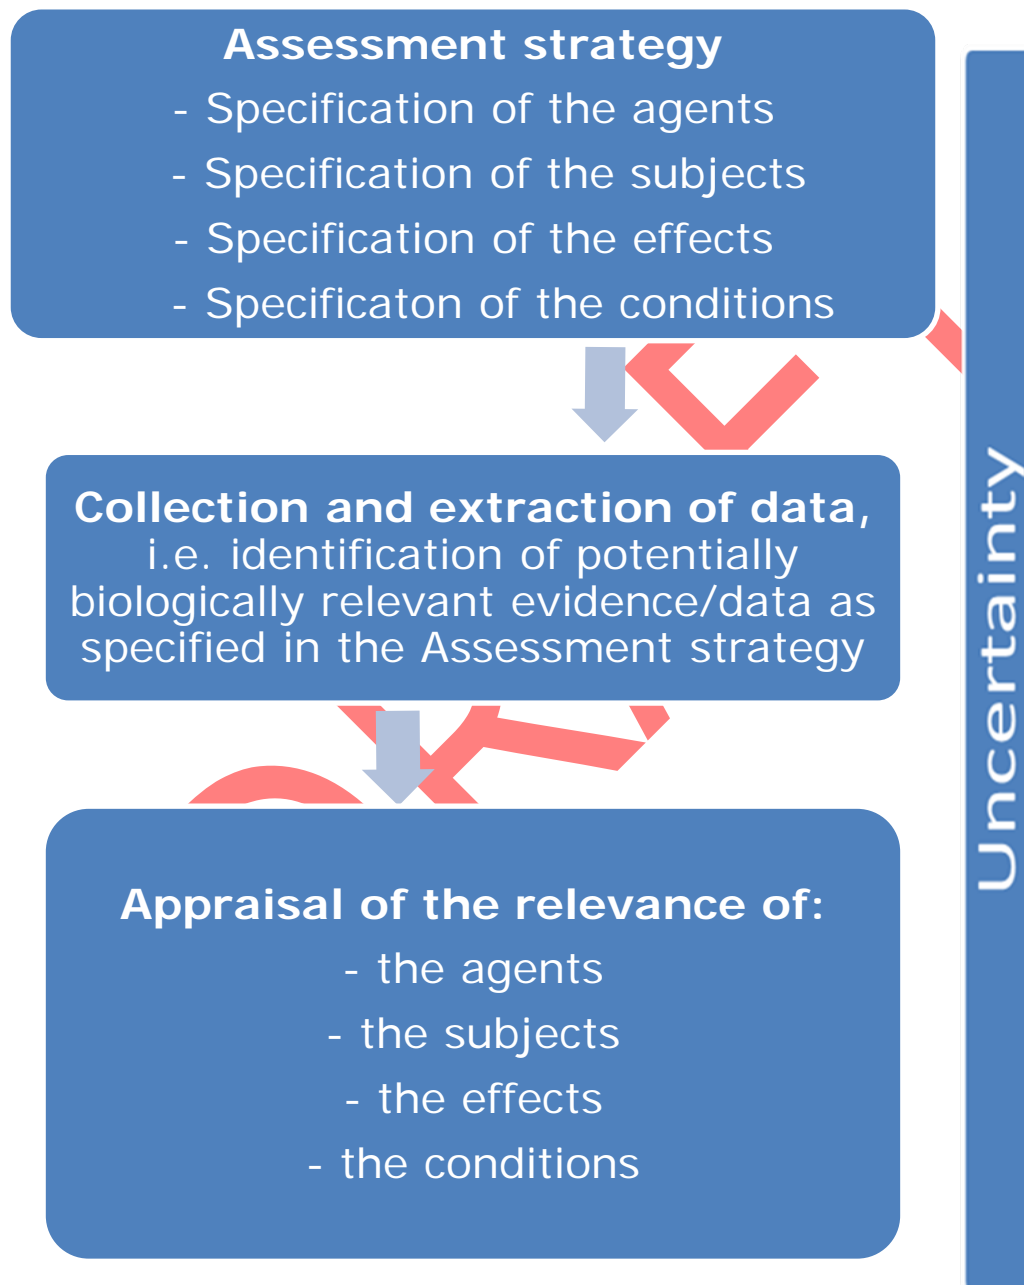 Assessment strategy
- Specification of the agents
- Specification of the subjects
- Specification of the effects
- Specificaton of the conditions
Collection and extraction of data,
i.e. identification of potentially
biologically relevant evidence/data as
specified in the Assessment strategy
Appraisal of the relevance of:
- the agents
- the subjects
- the effects
- the conditions
Uncertainty